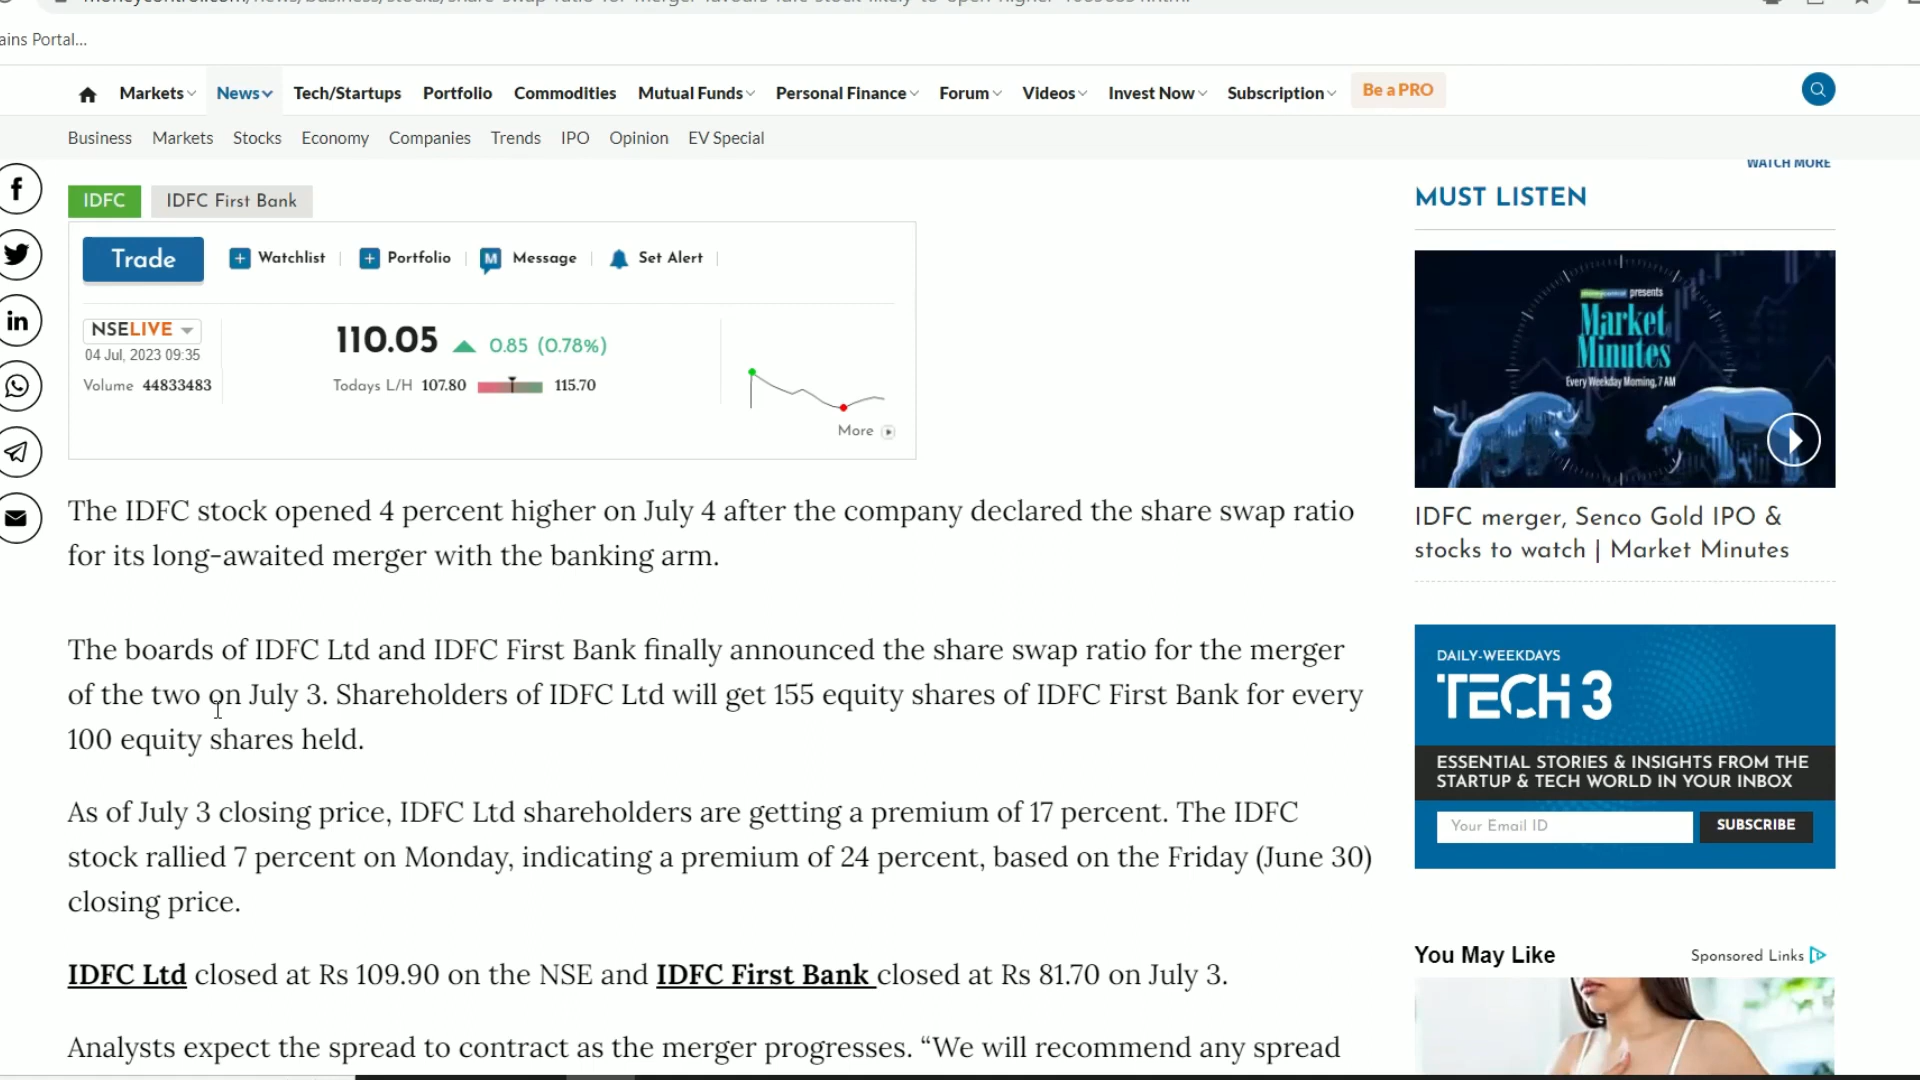 ains Portal...
Markets News Tech/Startups Portfolio Commodities Mutual Funds Personal Finance Forum Videos Invest Now Subscription Be a PRO
Business Markets Stocks Economy Companies Trends IPO Opinion EV Special
IDFC IDFC First Bank
Trade Watchlist Portfolio M Message Set Alert
NSELIVE
04 Jul, 2023 09:35
Volume 44833483
110.05 0.85 (0.78%)
Todays L/H 107.80 115.70
More
The IDFC stock opened 4 percent higher on July 4 after the company declared the share swap ratio
for its long-awaited merger with the banking arm.
The boards of IDFC Ltd and IDFC First Bank finally announced the share swap ratio for the merger
of the two on July 3. Shareholders of IDFC Ltd will get 155 equity shares of IDFC First Bank for every
100 equity shares held.
As of July 3 closing price, IDFC Ltd shareholders are getting a premium of 17 percent. The IDFC
stock rallied 7 percent on Monday, indicating a premium of 24 percent, based on the Friday (June 30)
closing price.
IDFC Ltd closed at Rs 109.90 on the NSE and IDFC First Bank closed at Rs 81.70 on July 3.
Analysts expect the spread to contract as the merger progresses. “We will recommend any spread
WATCH MORE
MUST LISTEN
presents
Market
Minutes
Every Weekday Morning, 7 AM
IDFC merger, Senco Gold IPO &
stocks to watch | Market Minutes
DAILY-WEEKDAYS
TECH 3
ESSENTIAL STORIES & INSIGHTS FROM THE
STARTUP & TECH WORLD IN YOUR INBOX
Your Email ID SUBSCRIBE
You May Like Sponsored Links